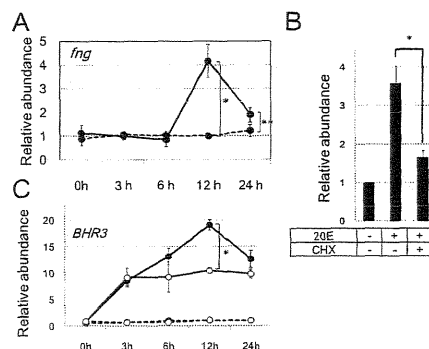 A
fng
Relative abundance
5
4
3
2
1
0
*
**
0h 3 h 6 h 12 h 24 h
B
Relative abundance
4
3
2
1
0
*
20E - + +
CHX - - +
C
BHR3
Relative abundance
20
15
10
5
0
*
0h 3h 6h 12h 24h